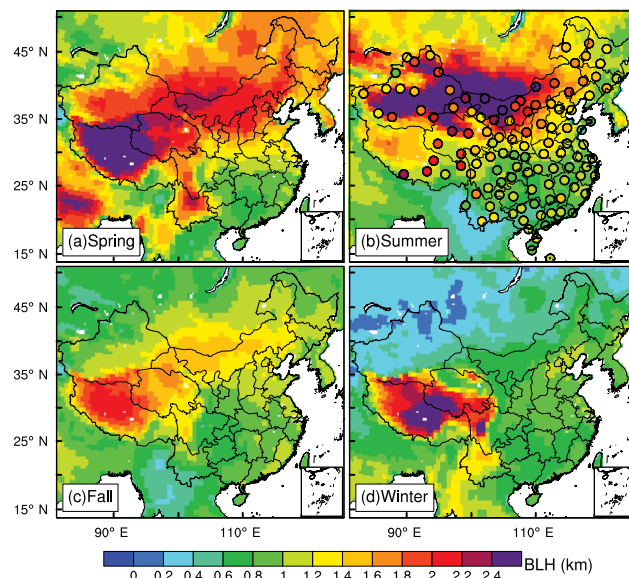 45° N
35° N
25° N
15° N
(a)Spring
(b)Summer
45° N
35° N
25° N
15° N
(c)Fall
(d)Winter
90° E
110° E
90° E
110° E
0 0.2 0.4 0.6 0.8 1 1.2 1.4 1.6 1.8 2 2.2 2.4
BLH (km)